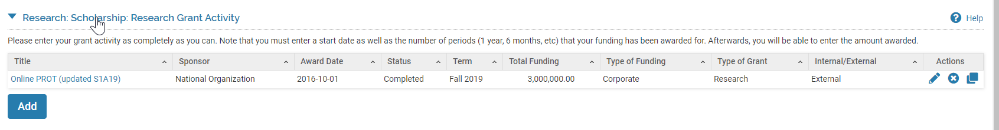 Research: Scholarship: Research Grant Activity Help
Please enter your grant activity as completely as you can. Note that you must enter a start date as well as the number of periods (1 year, 6 months, etc) that your funding has been awarded for. Afterwards, you will be able to enter the amount awarded.
Title Sponsor Award Date Status Term Total Funding Type of Funding Type of Grant Internal/External Actions
Online PROT (updated S1A19) National Organization 2016-10-01 Completed Fall 2019 3,000,000.00 Corporate Research External
Add